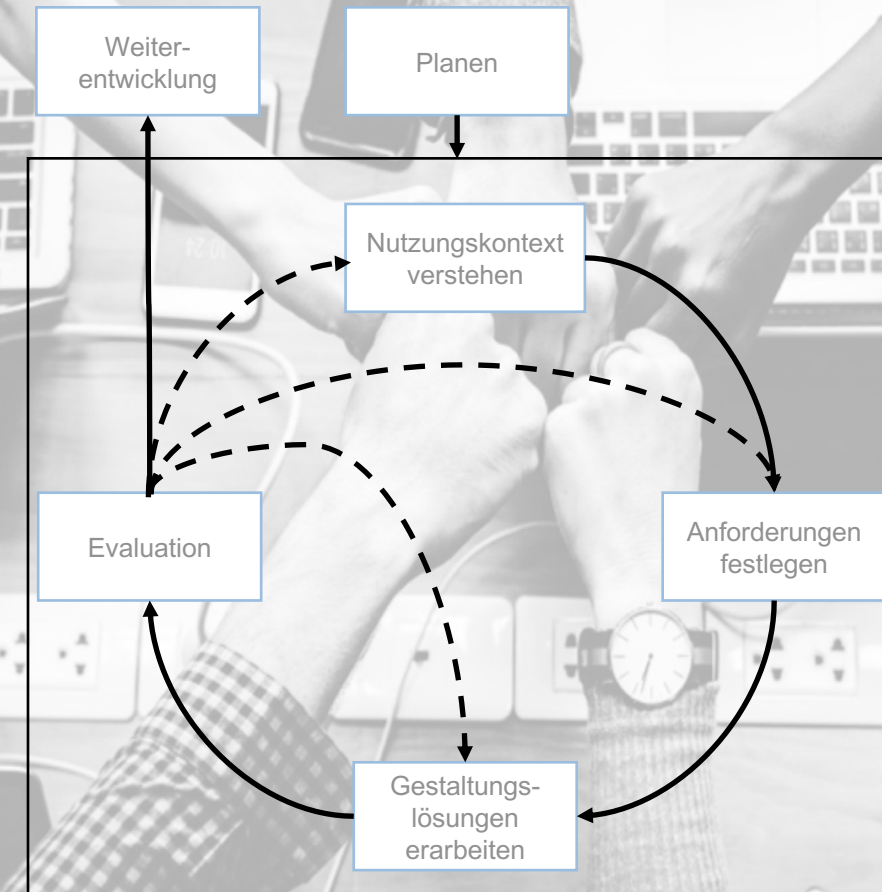 Weiter-
entwicklung
Planen
Nutzungskontext
verstehen
Evaluation
Anforderungen
festlegen
Gestaltungs-
lösungen
erarbeiten